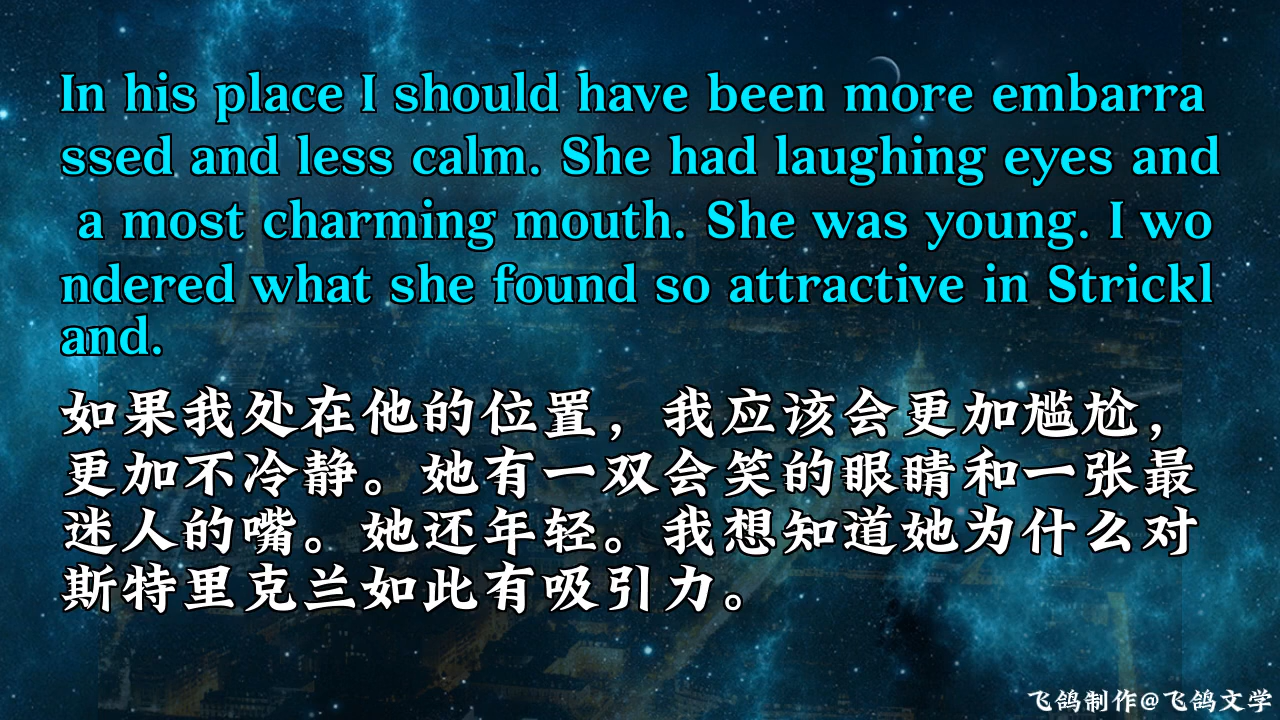 In his place I should have been more embarra
ssed and less calm. She had laughing eyes and
a most charming mouth. She was young. I wo
ndered what she found so attractive in Strickl
and.
如果我处在他的位置，我应该会更加尴尬，
更加不冷静。她有一双会笑的眼睛和一张最
迷人的嘴。她还年轻。我想知道她为什么对
斯特里克兰如此有吸引力。
飞鸽制作@飞鸽文学